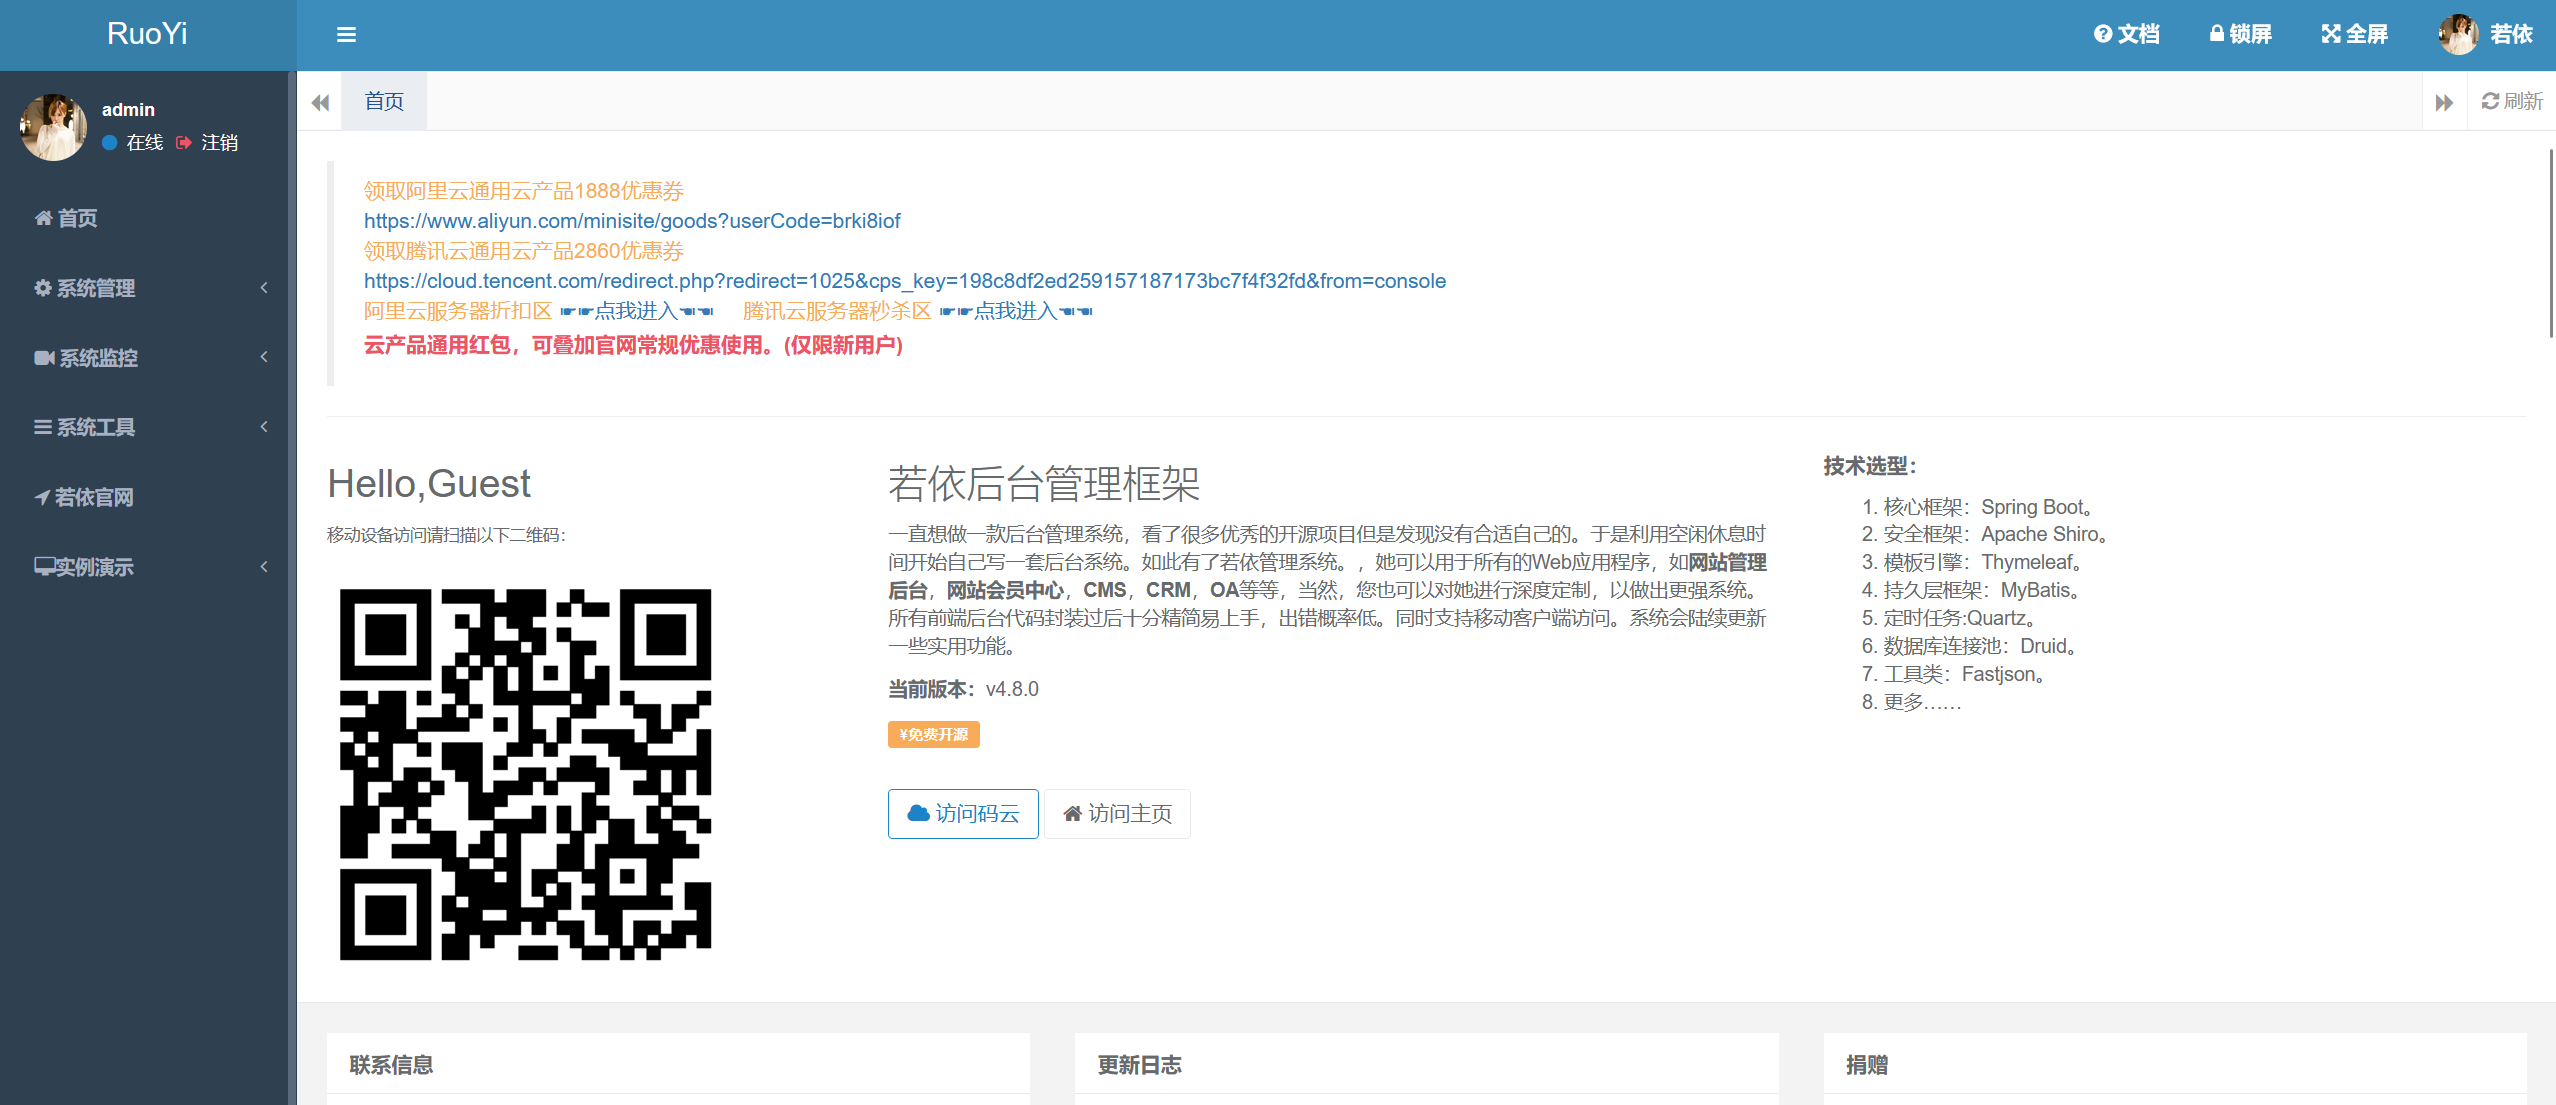 RuoYi
文档 锁屏 全屏 若依
admin
在线 注销
首页
系统管理
系统监控
系统工具
若依官网
实例演示
首页
刷新
领取阿里云通用云产品1888优惠券
https://www.aliyun.com/minisite/goods?userCode=brki8iof
领取腾讯云通用云产品2860优惠券
https://cloud.tencent.com/redirect.php?redirect=1025&cps_key=198c8df2ed259157187173bc7f4f32fd&from=console
阿里云服务器折扣区 ☛☛点我进入☚☚ 腾讯云服务器秒杀区 ☛☛点我进入☚☚
云产品通用红包，可叠加官网常规优惠使用。(仅限新用户)
Hello,Guest
移动设备访问请扫描以下二维码：
若依后台管理框架
一直想做一款后台管理系统，看了很多优秀的开源项目但是发现没有合适自己的。于是利用空闲休息时
间开始自己写一套后台系统。如此有了若依管理系统。，她可以用于所有的Web应用程序，如网站管理
后台，网站会员中心，CMS，CRM，OA等等，当然，您也可以对她进行深度定制，以做出更强系统。
所有前端后台代码封装过后十分精简易上手，出错概率低。同时支持移动客户端访问。系统会陆续更新
一些实用功能。
当前版本：v4.8.0
¥免费开源
访问码云 访问主页
技术选型：
1. 核心框架：Spring Boot。
2. 安全框架：Apache Shiro。
3. 模板引擎：Thymeleaf。
4. 持久层框架：MyBatis。
5. 定时任务:Quartz。
6. 数据库连接池：Druid。
7. 工具类：Fastjson。
8. 更多……
联系信息
更新日志
捐赠